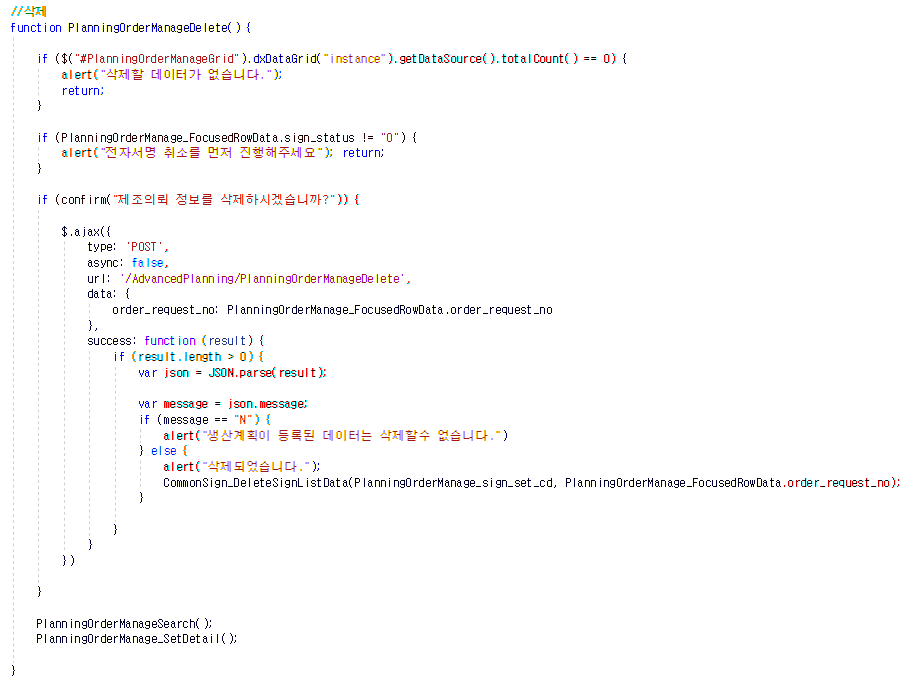 //삭제
function PlanningOrderManageDelete() {
if ($("#PlanningOrderManageGrid").dxDataGrid("instance").getDataSource().totalCount() == 0) {
alert("삭제할 데이터가 없습니다.");
return;
}
if (PlanningOrderManage_FocusedRowData.sign_status != "0") {
alert("전자서명 취소를 먼저 진행해주세요"); return;
}
if (confirm("제조의뢰 정보를 삭제하시겠습니까?")) {
$.ajax({
type: 'POST',
async: false,
url: '/AdvancedPlanning/PlanningOrderManageDelete',
data: {
order_request_no: PlanningOrderManage_FocusedRowData.order_request_no
},
success: function (result) {
if (result.length > 0) {
var json = JSON.parse(result);
var message = json.message;
if (message == "N") {
alert("생산계획이 등록된 데이터는 삭제할수 없습니다.")
} else {
alert("삭제되었습니다.");
CommonSign_DeleteSignListData(PlanningOrderManage_sign_set_cd, PlanningOrderManage_FocusedRowData.order_request_no);
}
}
}
})
}
PlanningOrderManageSearch();
PlanningOrderManage_SetDetail();
}